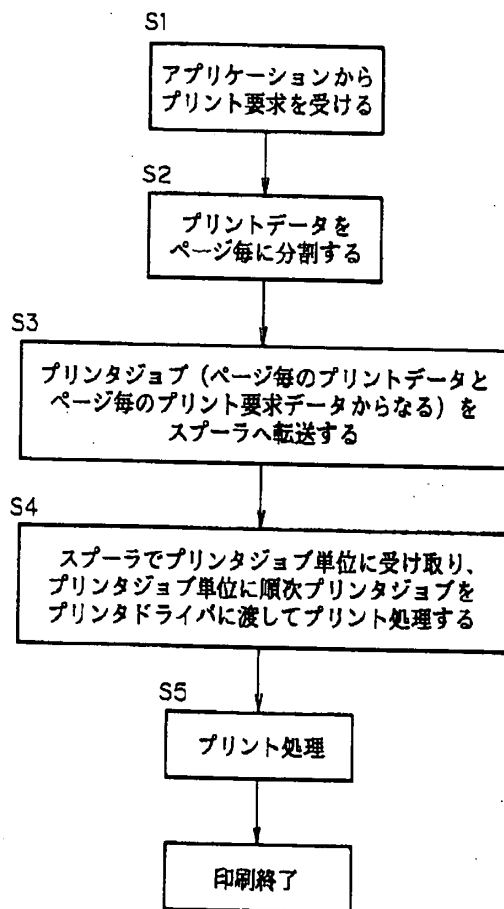 S1
アプリケーションから
プリント要求を受ける
S2
プリントデータを
ページ毎に分割する
S3
プリンタジョブ（ページ毎のプリントデータと
ページ毎のプリント要求データからなる）を
スプーラへ転送する
S4
スプーラでプリンタジョブ単位に受け取り、
プリンタジョブ単位に順次プリンタジョブを
プリンタドライバに渡してプリント処理する
S5
プリント処理
印刷終了